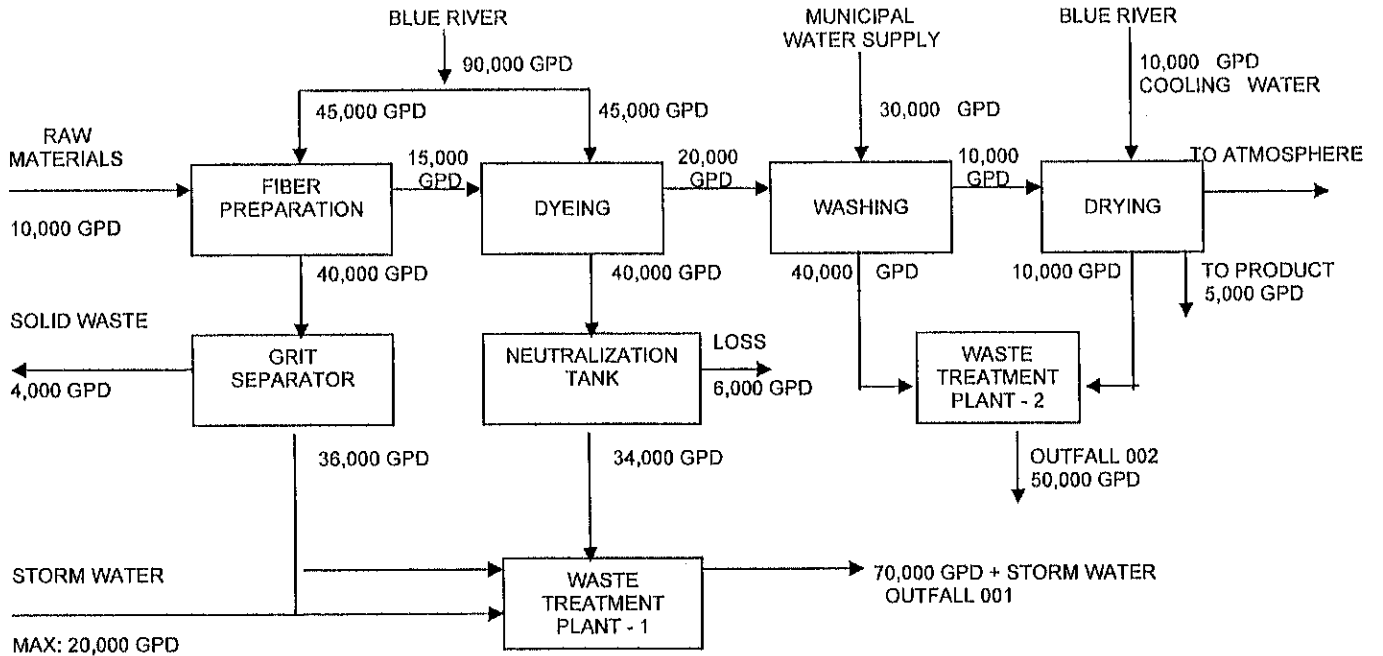 BLUE RIVER
90,000 GPD
45,000 GPD
45,000 GPD
MUNICIPAL
WATER SUPPLY
30,000 GPD
BLUE RIVER
10,000 GPD
COOLING WATER
RAW
MATERIALS
10,000 GPD
FIBER
PREPARATION
15,000
GPD
DYEING
20,000
GPD
WASHING
10,000
GPD
DRYING
TO ATMOSPHERE
40,000 GPD
40,000 GPD
40,000 GPD
10,000 GPD
TO PRODUCT
5,000 GPD
SOLID WASTE
4,000 GPD
GRIT
SEPARATOR
NEUTRALIZATION
TANK
LOSS
6,000 GPD
WASTE
TREATMENT
PLANT - 2
36,000 GPD
34,000 GPD
OUTFALL 002
50,000 GPD
STORM WATER
MAX: 20,000 GPD
WASTE
TREATMENT
PLANT - 1
70,000 GPD + STORM WATER
OUTFALL 001